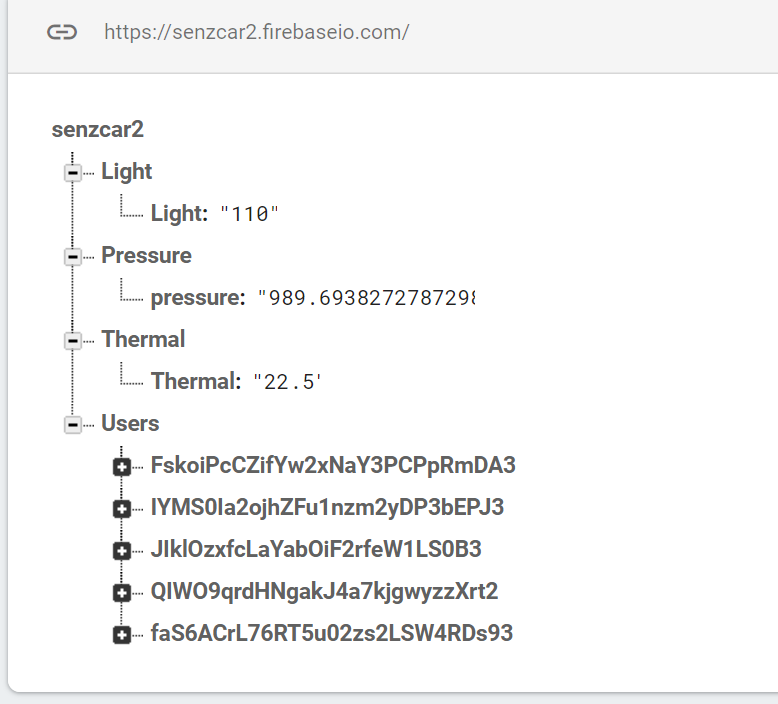 https://senzcar2.firebaseio.com/
senzcar2
Light
Light: "110"
Pressure
pressure: "989.693827278729
Thermal
Thermal: "22.5'
Users
FskoiPcCZifYw2xNaY3PCPpRmDA3
IYMS0Ia2ojhZFu1nzm2yDP3bEPJ3
JIklOzxfcLaYabOiF2rfeW1LS0B3
QIWO9qrdHNgakJ4a7kjgwyzzXrt2
faS6ACrL76RT5u02zs2LSW4RDs93